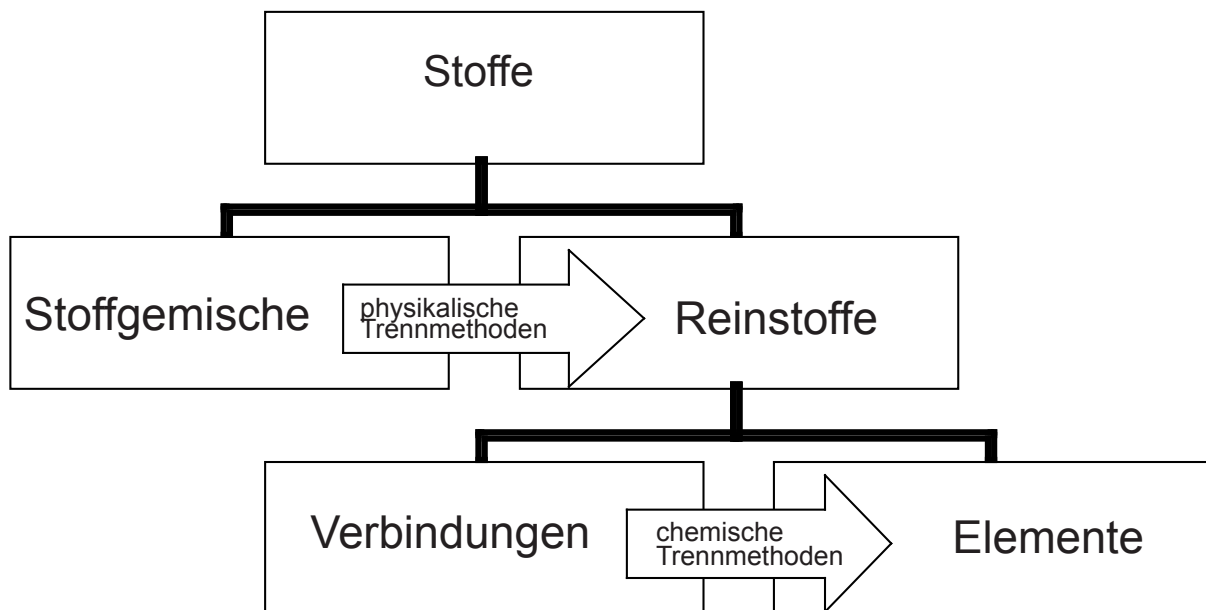 Stoffe
Stoffgemische
physikalische
Trennmethoden
Reinstoffe
Verbindungen
chemische
Trennmethoden
Elemente